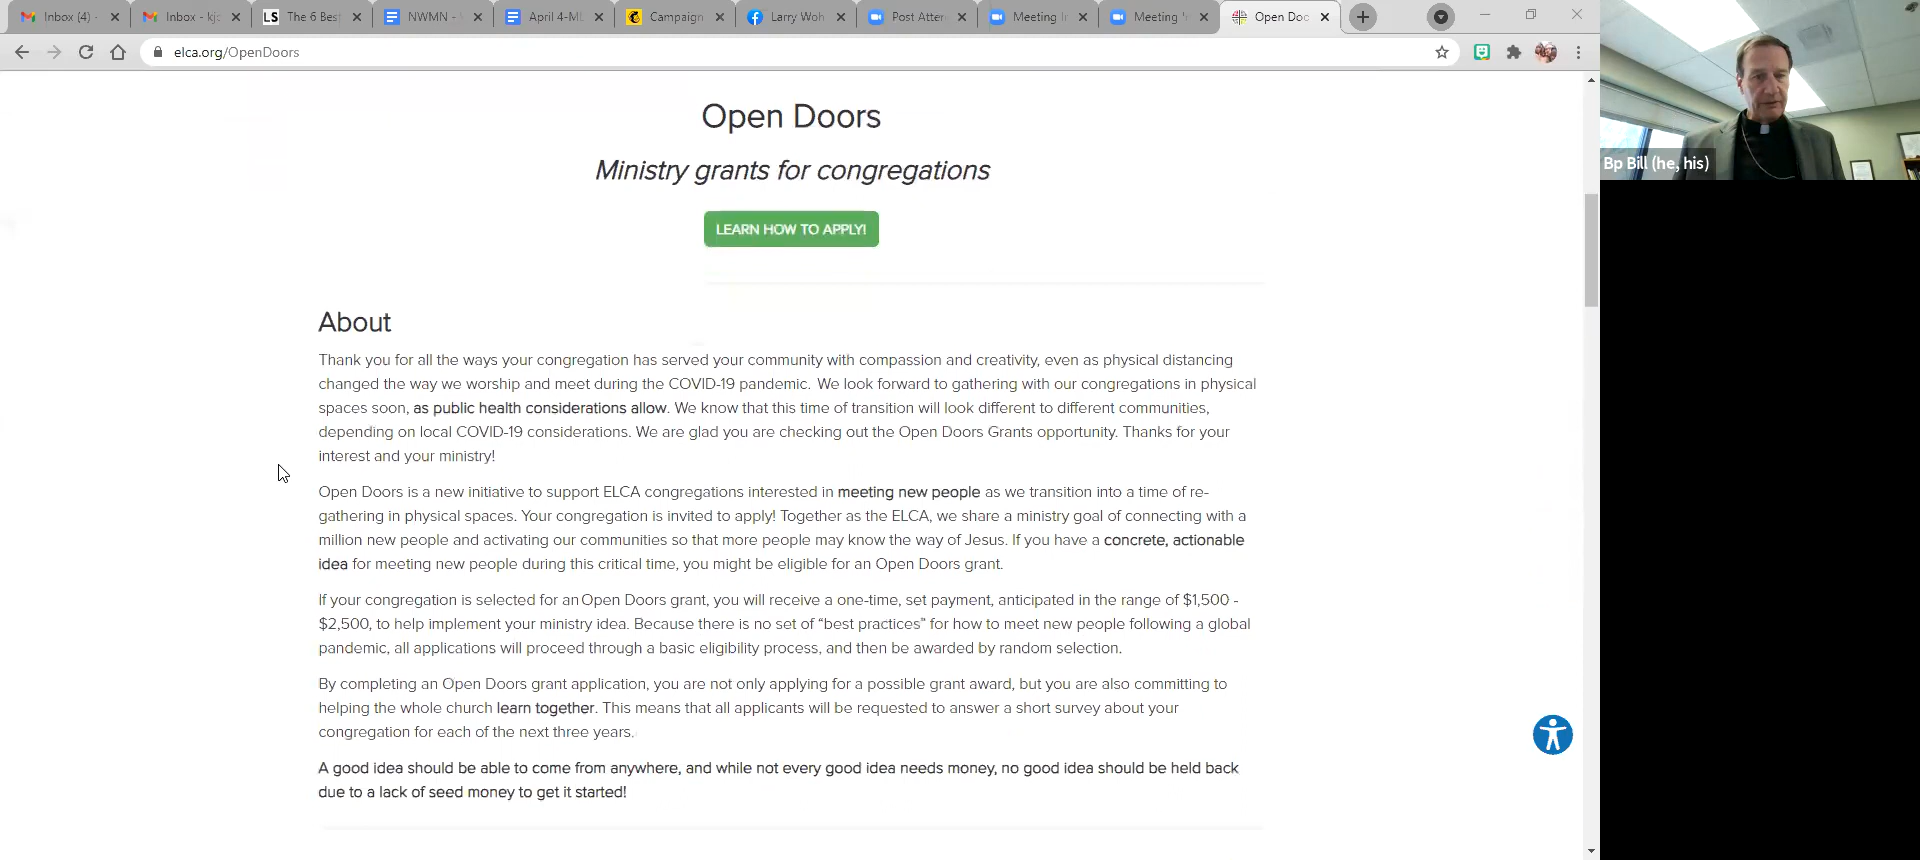 Inbox (4) -
Inbox - kjc
LS The 6 Best
NWMN -
April 4-ML
Campaign
Larry Woh
Post Atten
Meeting In
Meeting
Open Doc
elca.org/OpenDoors
Bp Bill (he, his)
Open Doors
Ministry grants for congregations
LEARN HOW TO APPLY!
About
Thank you for all the ways your congregation has served your community with compassion and creativity, even as physical distancing
changed the way we worship and meet during the COVID-19 pandemic. We look forward to gathering with our congregations in physical
spaces soon, as public health considerations allow. We know that this time of transition will look different to different communities,
depending on local COVID-19 considerations. We are glad you are checking out the Open Doors Grants opportunity. Thanks for your
interest and your ministry!
Open Doors is a new initiative to support ELCA congregations interested in meeting new people as we transition into a time of re-
gathering in physical spaces. Your congregation is invited to apply! Together as the ELCA, we share a ministry goal of connecting with a
million new people and activating our communities so that more people may know the way of Jesus. If you have a concrete, actionable
idea for meeting new people during this critical time, you might be eligible for an Open Doors grant.
If your congregation is selected for an Open Doors grant, you will receive a one-time, set payment, anticipated in the range of $1,500 -
$2,500, to help implement your ministry idea. Because there is no set of “best practices” for how to meet new people following a global
pandemic, all applications will proceed through a basic eligibility process, and then be awarded by random selection.
By completing an Open Doors grant application, you are not only applying for a possible grant award, but you are also committing to
helping the whole church learn together. This means that all applicants will be requested to answer a short survey about your
congregation for each of the next three years.
A good idea should be able to come from anywhere, and while not every good idea needs money, no good idea should be held back
due to a lack of seed money to get it started!